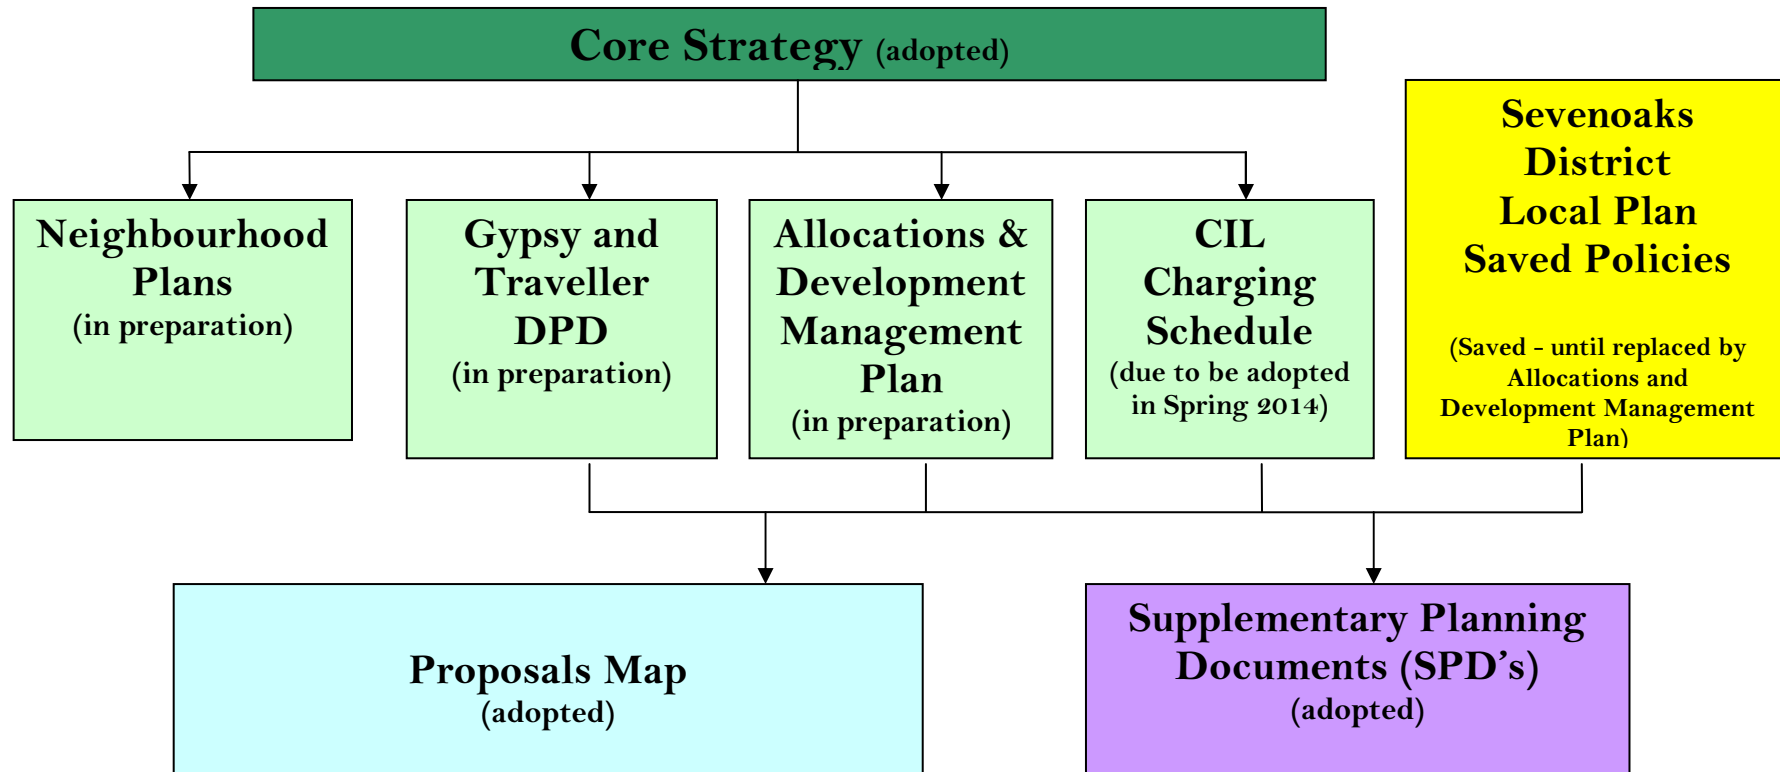 Core Strategy (adopted)
Neighbourhood
Plans
(in preparation)
Gypsy and
Traveller
DPD
(in preparation)
Allocations &
Development
Management
Plan
(in preparation)
CIL
Charging
Schedule
(due to be adopted
in Spring 2014)
Sevenoaks
District
Local Plan
Saved Policies
(Saved - until replaced by
Allocations and
Development Management
Plan)
Proposals Map
(adopted)
Supplementary Planning
Documents (SPD’s)
(adopted)